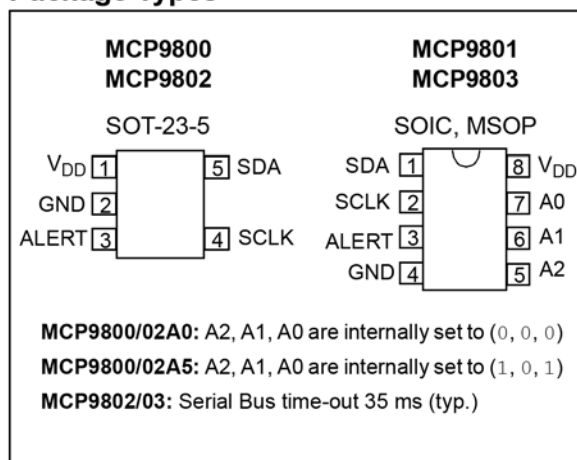 MCP9800
MCP9802
SOT-23-5
VDD 1
5 SDA
GND 2
ALERT 3
4 SCLK
MCP9801
MCP9803
SOIC, MSOP
SDA 1
8 VDD
SCLK 2
7 A0
ALERT 3
6 A1
GND 4
5 A2
MCP9800/02A0: A2, A1, A0 are internally set to (0, 0, 0)
MCP9800/02A5: A2, A1, A0 are internally set to (1, 0, 1)
MCP9802/03: Serial Bus time-out 35 ms (typ.)